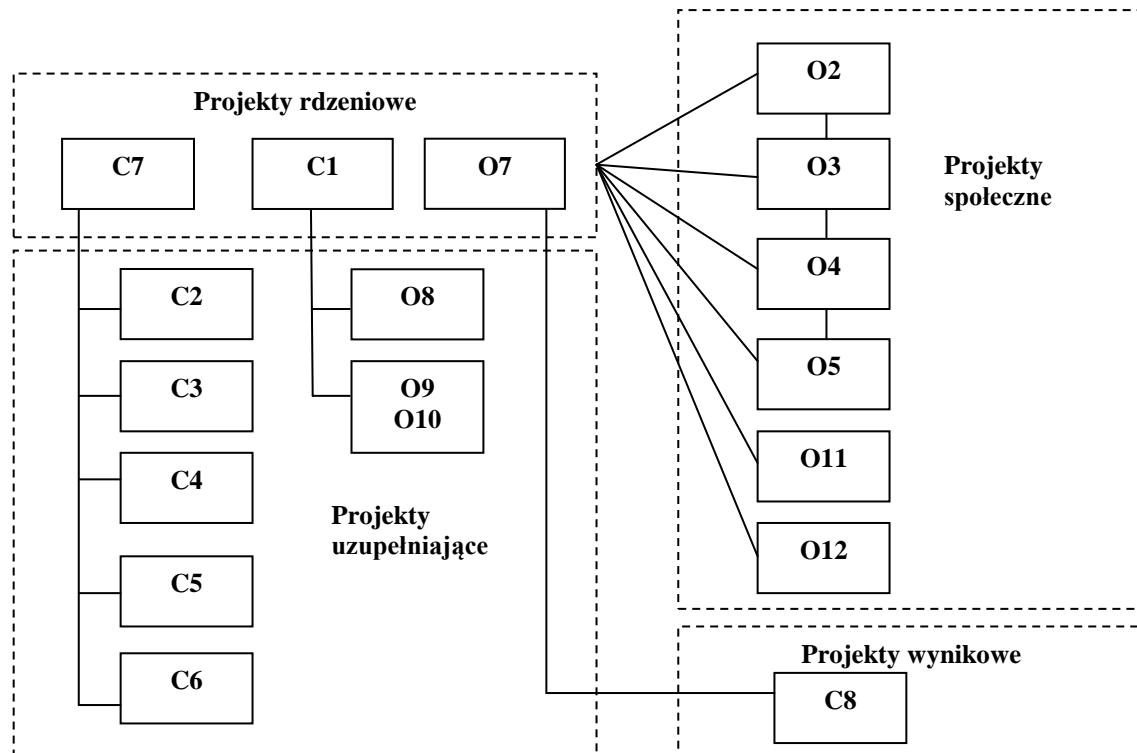 Projekty rdzeniowe
C7
C1
O7
C2
C3
C4
C5
C6
O8
O9
O10
Projekty
uzupełniające
O2
O3
O4
O5
O11
O12
Projekty
społeczne
Projekty wynikowe
C8